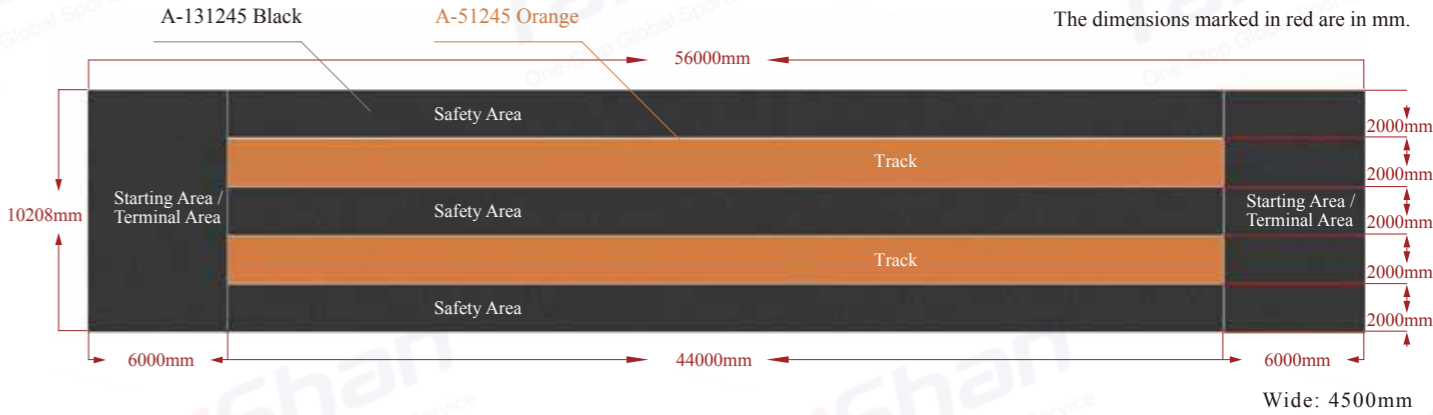 A-131245 Black
A-51245 Orange
The dimensions marked in red are in mm.
56000mm
Safety Area
2000mm
Track
2000mm
Starting Area /
Terminal Area
Safety Area
Starting Area /
Terminal Area
10208mm
2000mm
Track
2000mm
Safety Area
2000mm
6000mm
44000mm
6000mm
Wide: 4500mm